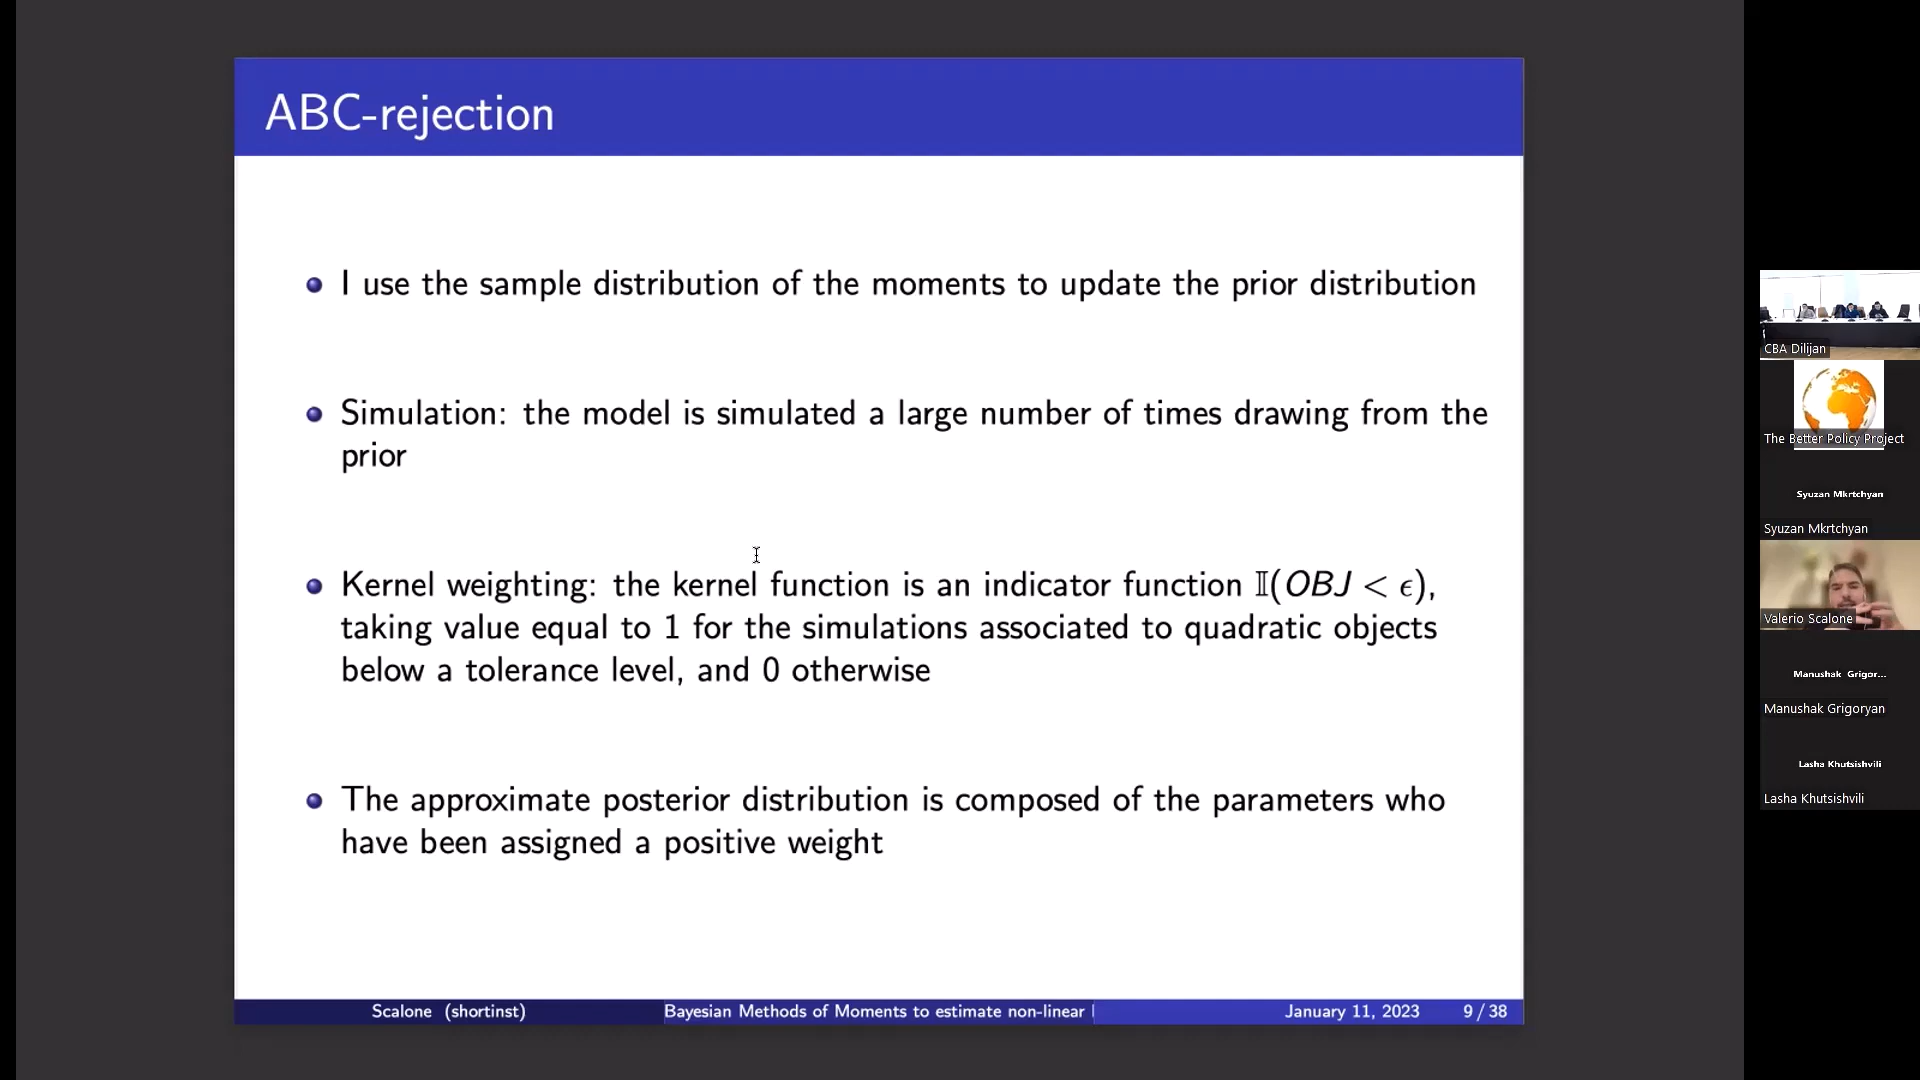 ABC-rejection
I use the sample distribution of the moments to update the prior distribution
Simulation: the model is simulated a large number of times drawing from the
prior
Kernel weighting: the kernel function is an indicator function 𝕀(OBJ < ϵ),
taking value equal to 1 for the simulations associated to quadratic objects
below a tolerance level, and 0 otherwise
The approximate posterior distribution is composed of the parameters who
have been assigned a positive weight
Scalone (shortinst)
Bayesian Methods of Moments to estimate non-linear
January 11, 2023
9 / 38
CBA Dilijan
The Better Policy Project
Syuzan Mkrtchyan
Syuzan Mkrtchyan
Valerio Scalone
Manushak Grigor...
Manushak Grigoryan
Lasha Khutsishvili
Lasha Khutsishvili